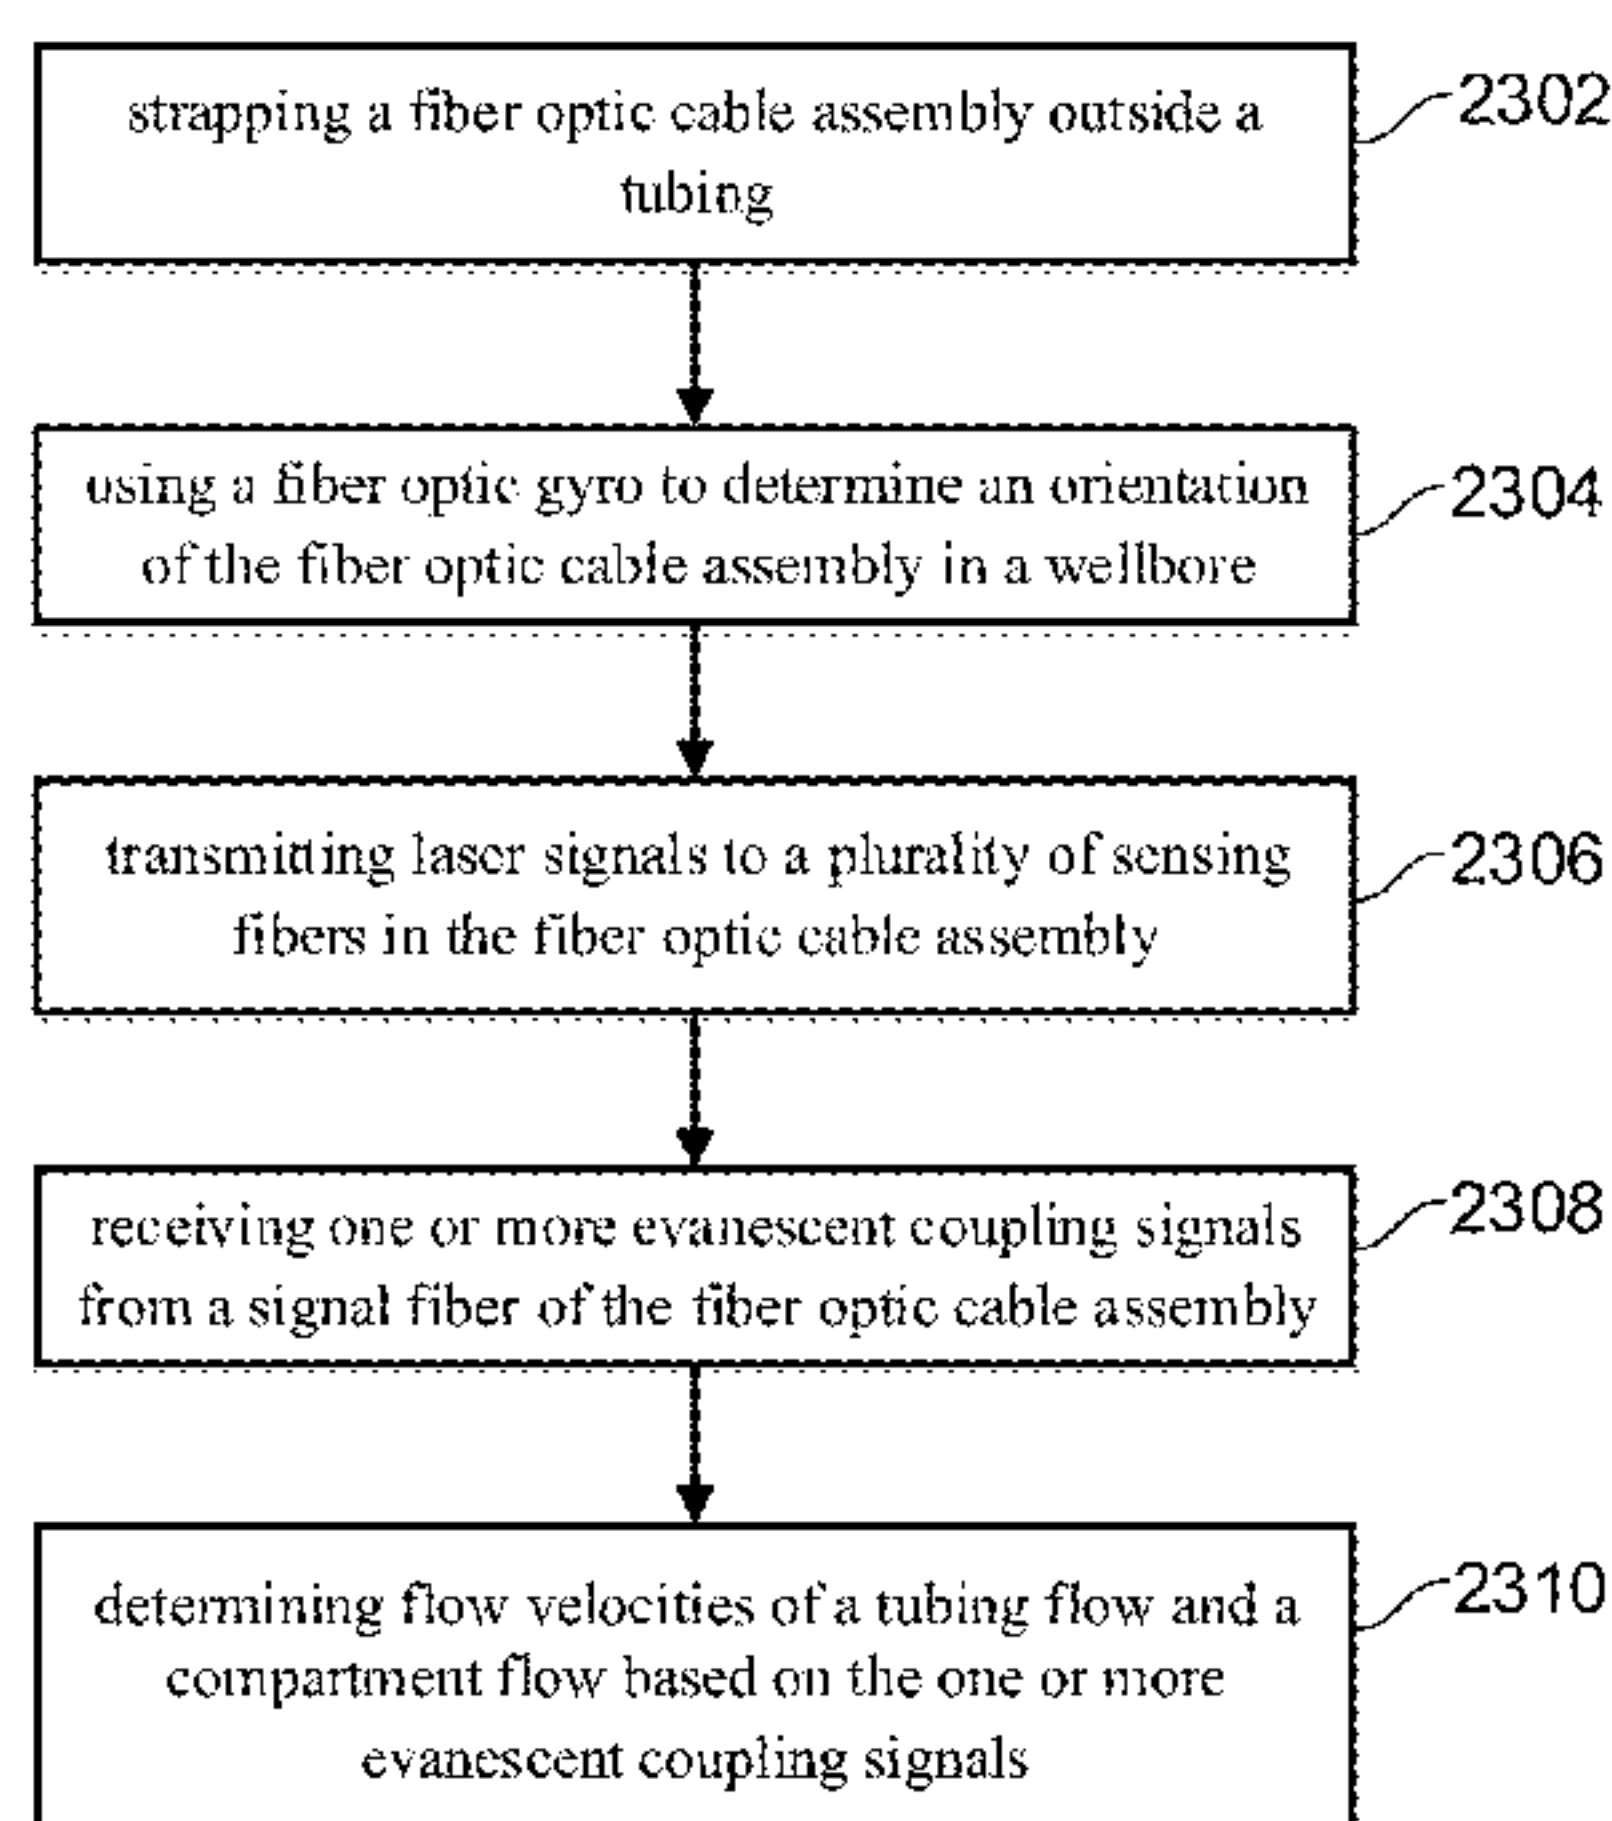 strapping a fiber optic cable assembly outside a
tubing
2302
using a fiber optic gyro to determine an orientation
of the fiber optic cable assembly in a wellbore
2304
transmitting laser signals to a plurality of sensing
fibers in the fiber optic cable assembly
2306
receiving one or more evanescent coupling signals
from a signal fiber of the fiber optic cable assembly
2308
determining flow velocities of a tubing flow and a
compartment flow based on the one or more
evanescent coupling signals
2310